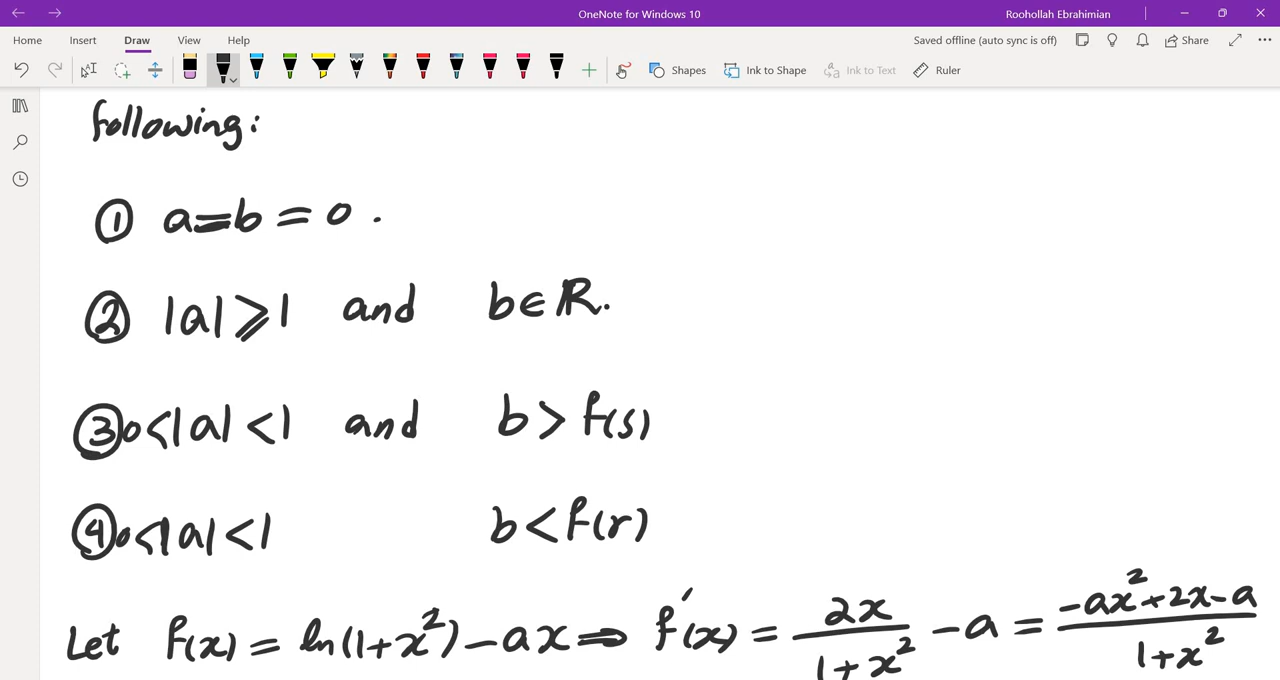 OneNote for Windows 10
Roohollah Ebrahimian
Home Insert Draw View Help
Saved offline (auto sync is off) Share
Shapes Ink to Shape Ink to Text Ruler
following:
① a=b=0.
② |a|⩾1 and b∈ℝ.
③ 0<|a|<1 and b>f(s)
④ 0<|a|<1 b<f(r)
Let f(x) = ln(1+x²)-ax ⇒ f'(x) = 2x/(1+x²) - a = (-ax²+2x-a)/(1+x²)